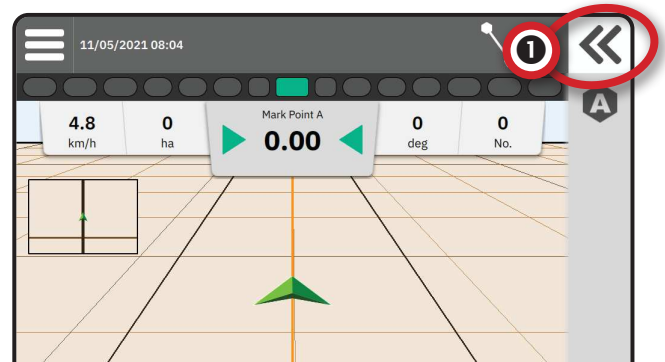 11/05/2021 08:04
1
A
4.8
km/h
0
ha
Mark Point A
0.00
0
deg
0
No.